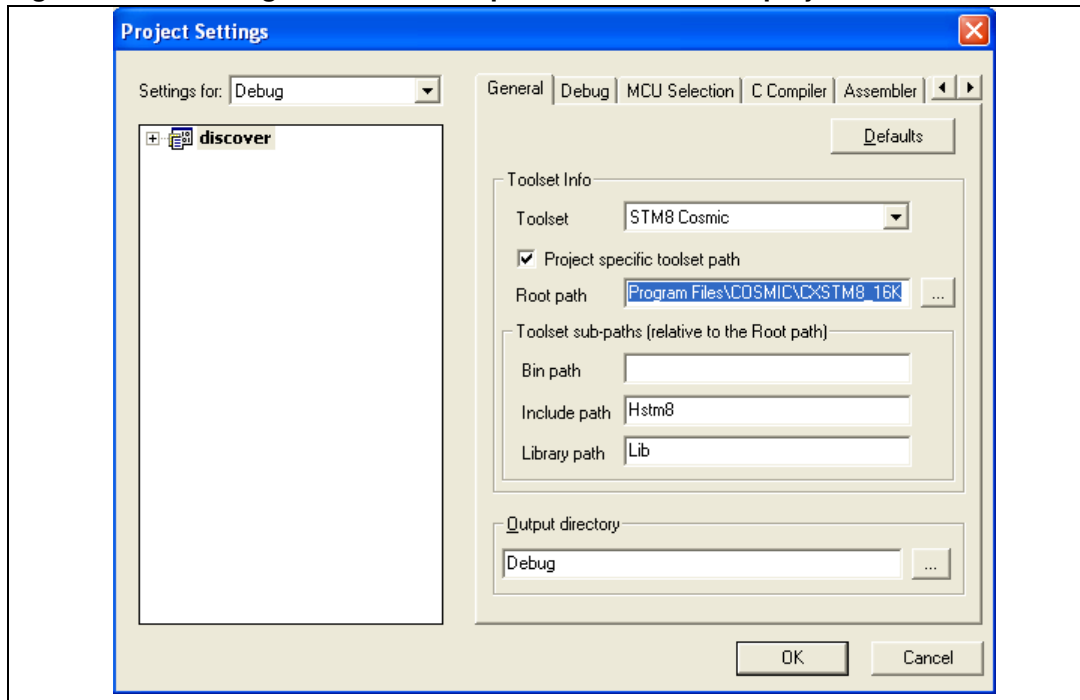 Project Settings
Settings for: Debug
discover
General Debug MCU Selection C Compiler Assembler
Defaults
Toolset Info
Toolset STM8 Cosmic
Project specific toolset path
Root path Program Files\COSMIC\CXSTM8_16K ...
Toolset sub-paths (relative to the Root path)
Bin path
Include path Hstm8
Library path Lib
Output directory
Debug ...
OK Cancel